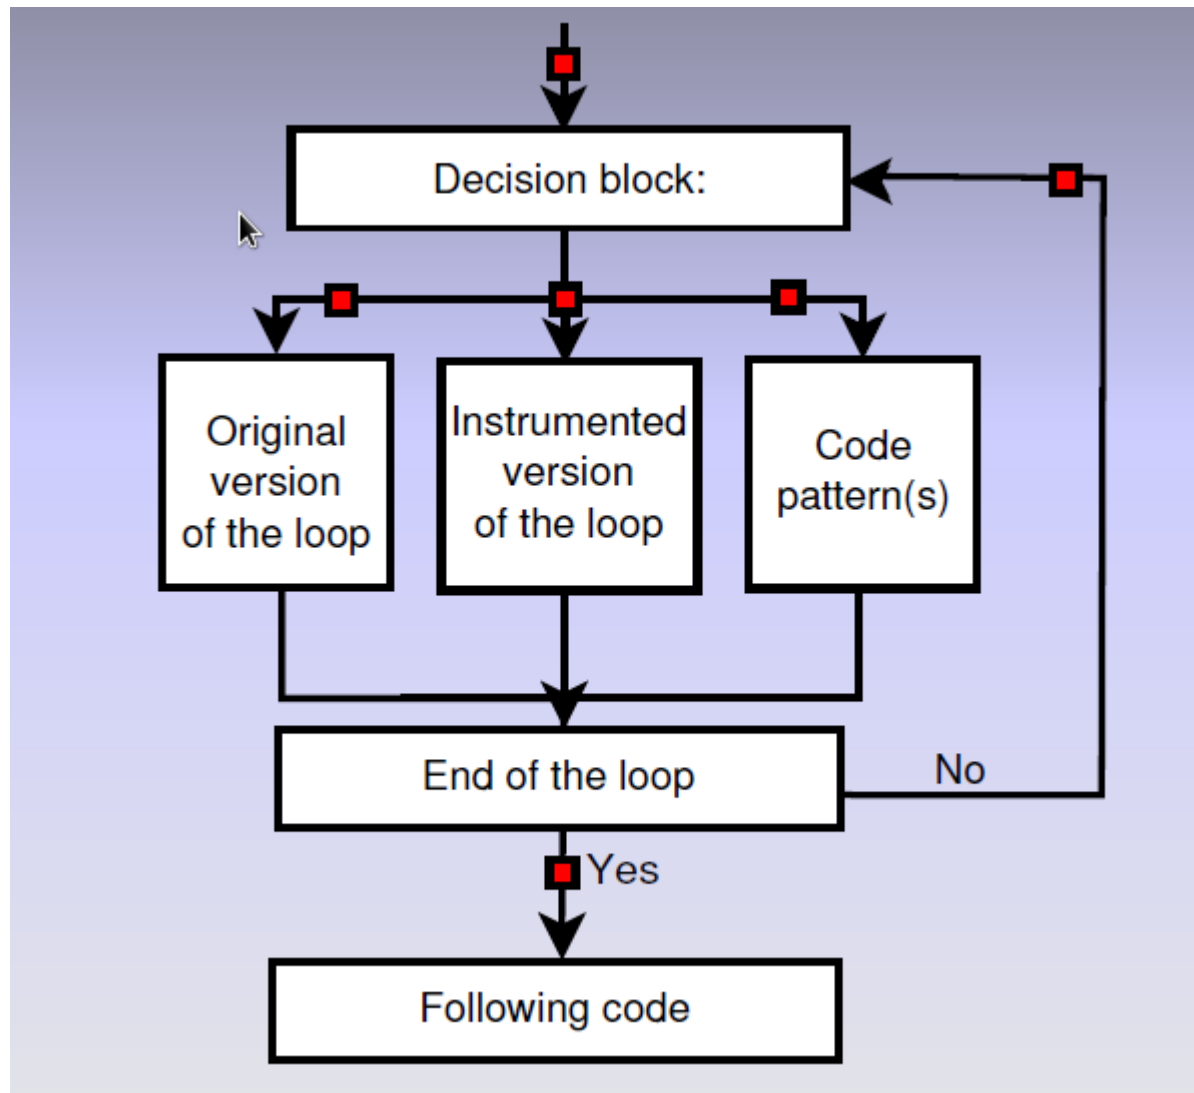 Decision block:
Original
version
of the loop
Instrumented
version
of the loop
Code
pattern(s)
End of the loop
No
Yes
Following code